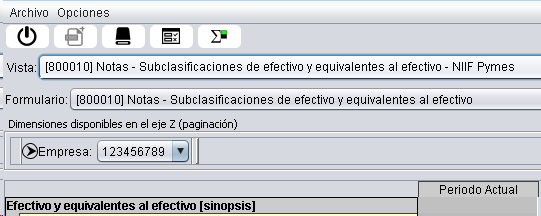 Archivo Opciones
Vista: [800010] Notas - Subclasificaciones de efectivo y equivalentes al efectivo - NIIF Pymes
Formulario: [800010] Notas - Subclasificaciones de efectivo y equivalentes al efectivo
Dimensiones disponibles en el eje Z (paginación)
Empresa: 123456789
Periodo Actual
Efectivo y equivalentes al efectivo [sinopsis]